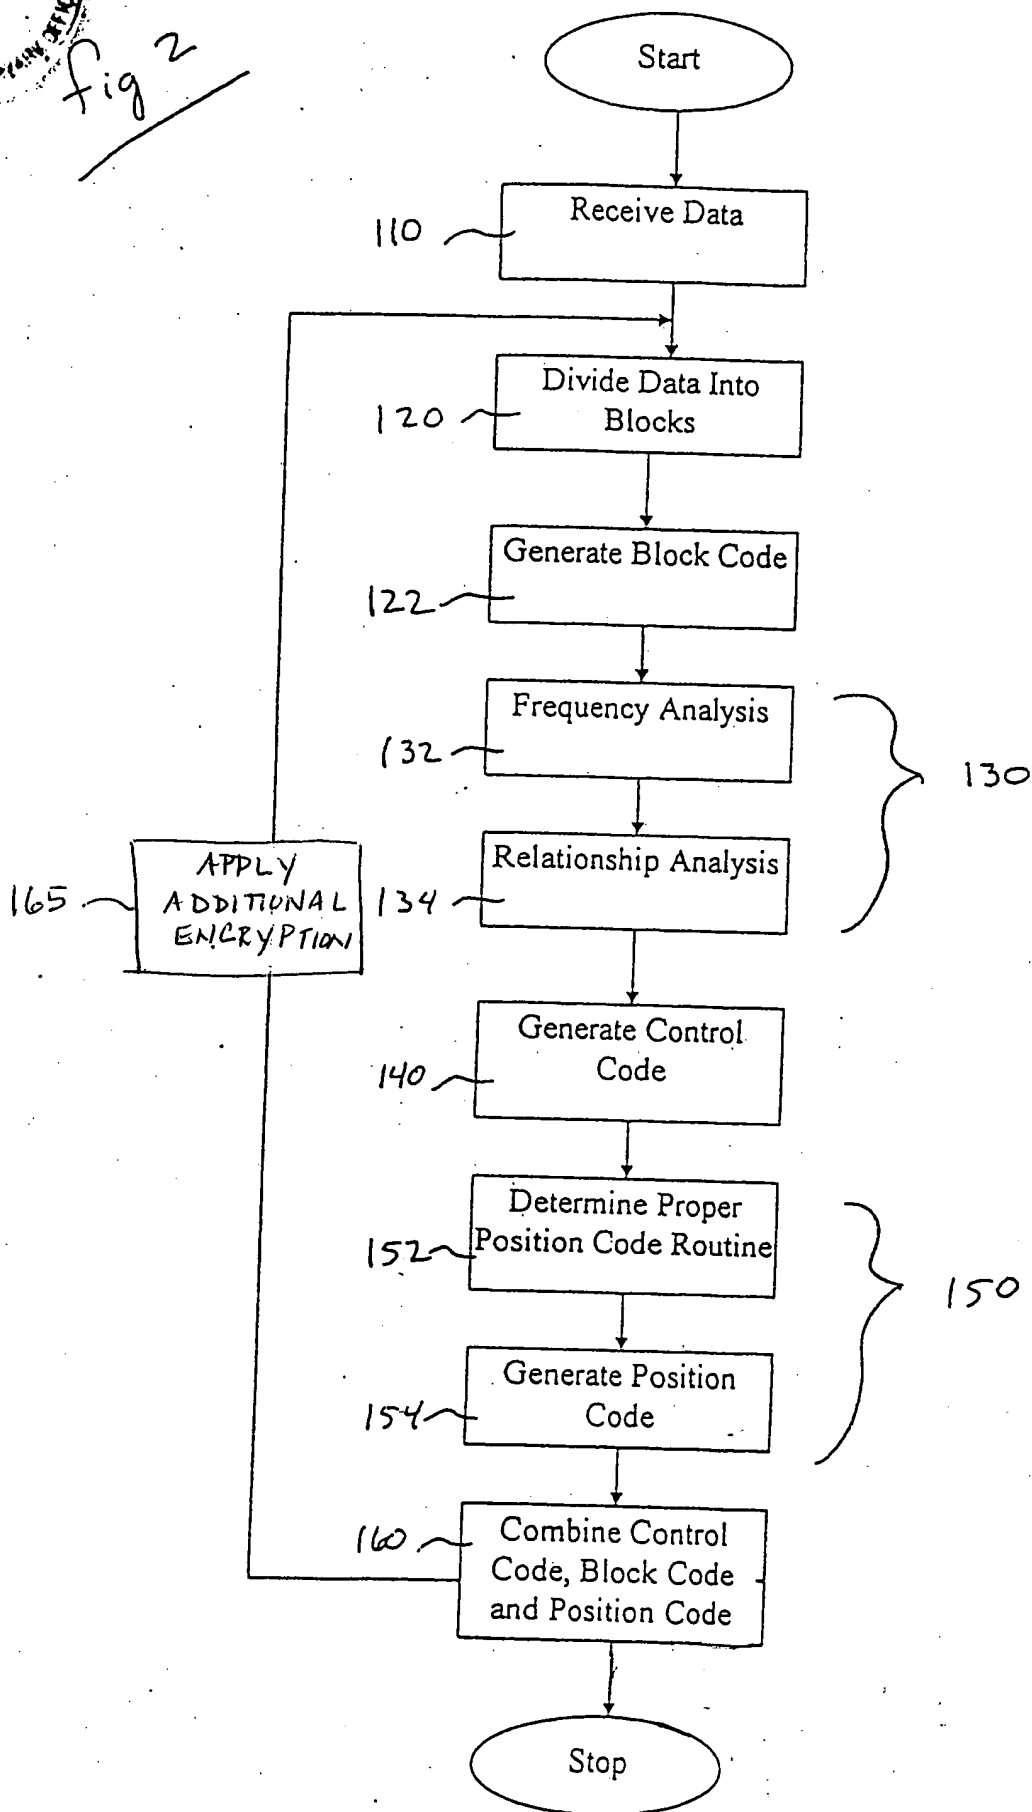 fig 2
Start
Receive Data
110
Divide Data Into
Blocks
120
Generate Block Code
122
Frequency Analysis
132
130
Relationship Analysis
134
APPLY
ADDITIONAL
ENCRYPTION
165
Generate Control
Code
140
Determine Proper
Position Code Routine
152
150
Generate Position
Code
154
160
Combine Control
Code, Block Code
and Position Code
Stop